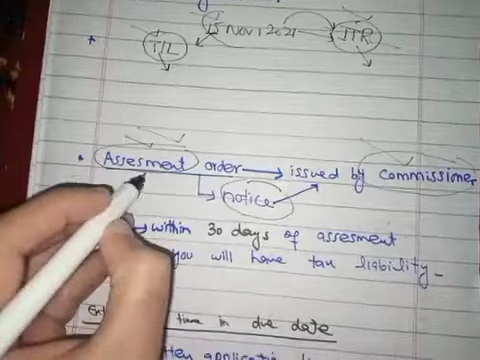 15 NOV 2021 ITR
T/L
Assesment order → issued by Commissioner
notice
→ within 30 days of assesment
you will have tax liability
time in due date
application